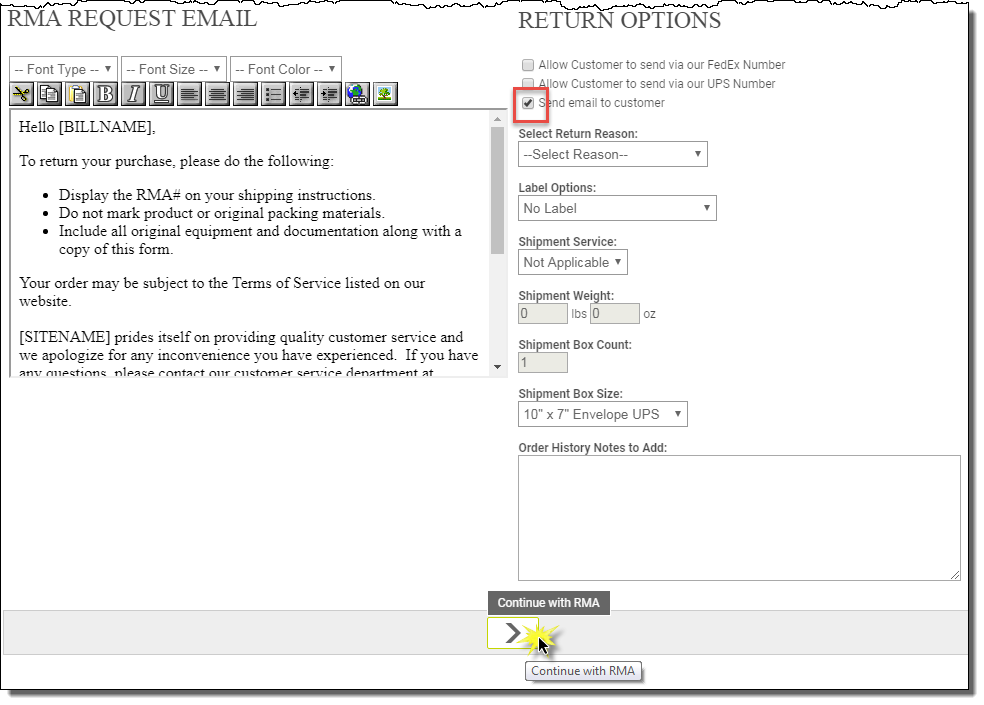 RMA REQUEST EMAIL
-- Font Type --
-- Font Size --
-- Font Color --
B
I
U
Hello [BILLNAME],
To return your purchase, please do the following:
• Display the RMA# on your shipping instructions.
• Do not mark product or original packing materials.
• Include all original equipment and documentation along with a
copy of this form.
Your order may be subject to the Terms of Service listed on our
website.
[SITENAME] prides itself on providing quality customer service and
we apologize for any inconvenience you have experienced.  If you have
any questions, please contact our customer service department at
RETURN OPTIONS
Allow Customer to send via our FedEx Number
Allow Customer to send via our UPS Number
Send email to customer
Select Return Reason:
--Select Reason--
Label Options:
No Label
Shipment Service:
Not Applicable
Shipment Weight:
0 lbs 0 oz
Shipment Box Count:
1
Shipment Box Size:
10" x 7" Envelope UPS
Order History Notes to Add:
Continue with RMA
Continue with RMA